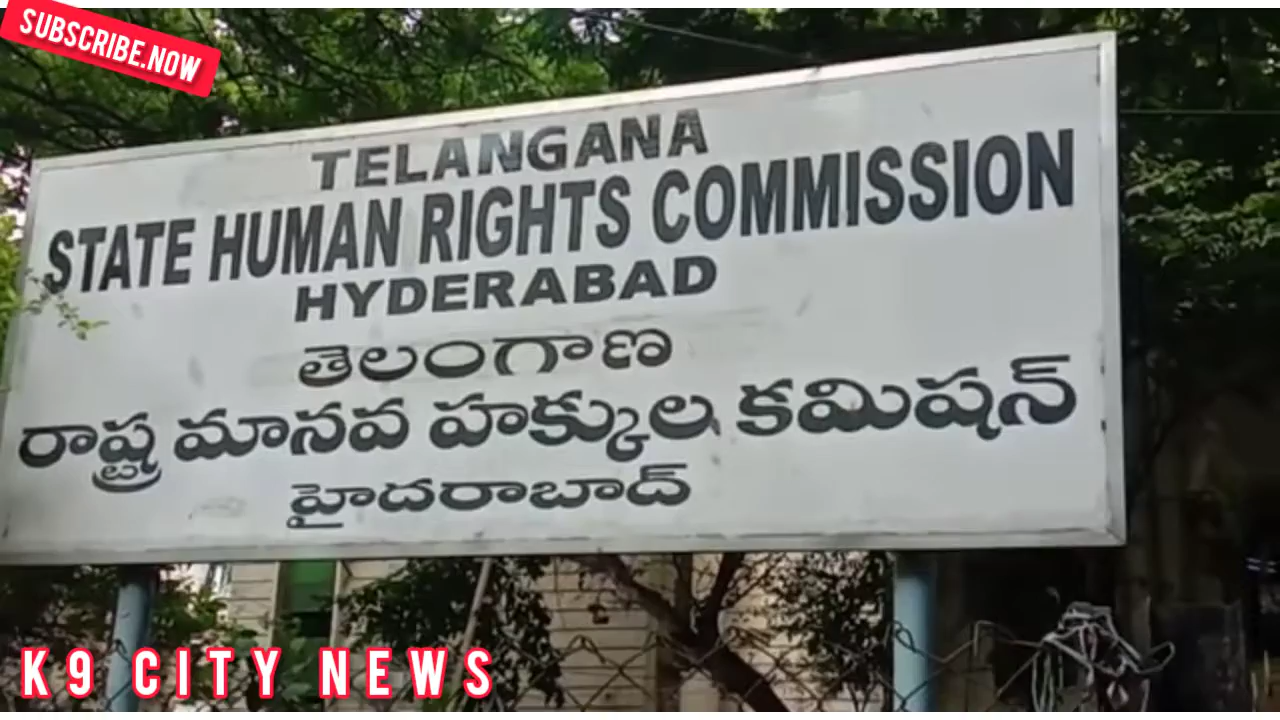 SUBSCRIBE.NOW
TELANGANA
STATE HUMAN RIGHTS COMMISSION
HYDERABAD
తెలంగాణ
రాష్ట్ర మానవ హక్కుల కమిషన్
హైదరాబాద్
K9 CITY NEWS